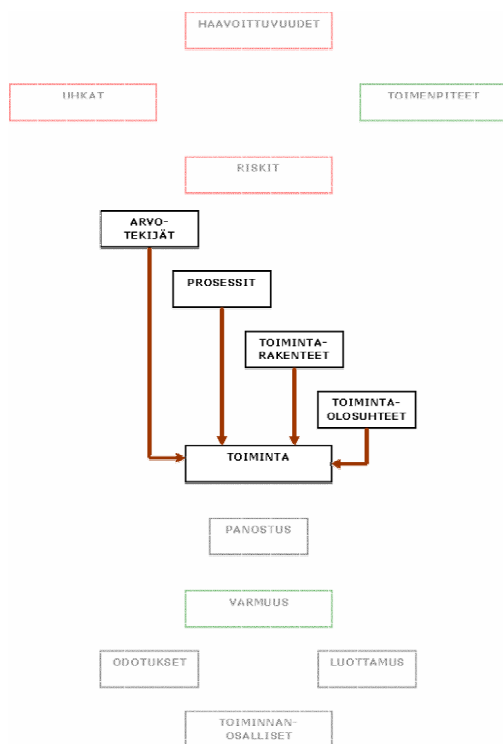 HAAVOITTUVUUDET
UHKAT
TOIMENPITEET
RISKIT
ARVO-
TEKIJÄT
PROSESSIT
TOIMINTA-
RAKENTEET
TOIMINTA-
OLOSUHTEET
TOIMINTA
PANOSTUS
VARMUUS
ODOTUKSET
LUOTTAMUS
TOIMINNAN-
OSALLISET